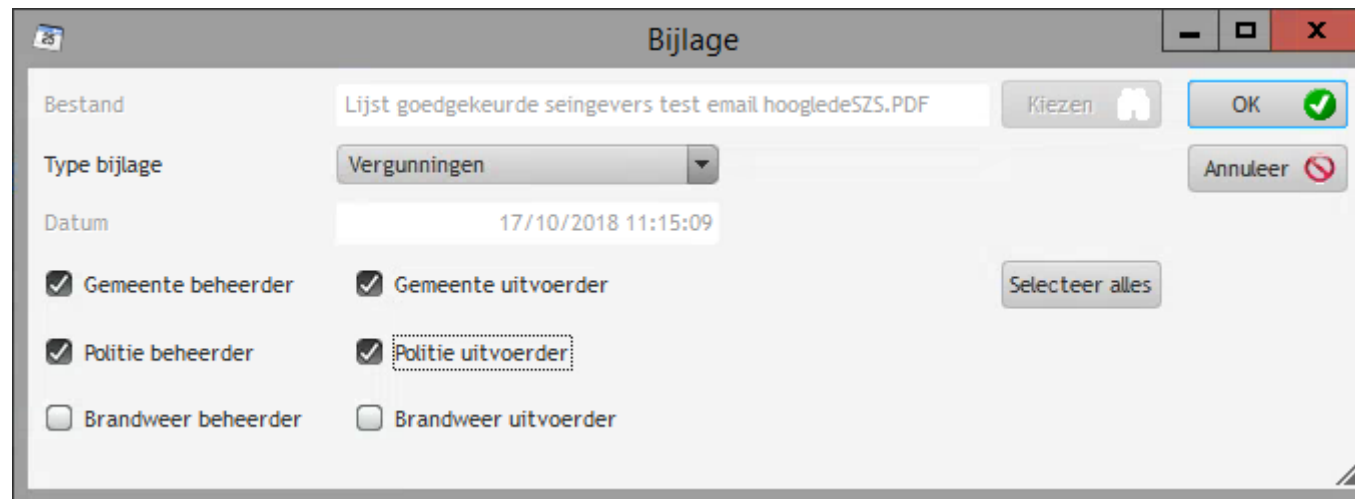 25
Bijlage
Bestand Lijst goedgekeurde seingevers test email hoogledeSZS.PDF Kiezen OK
Type bijlage Vergunningen Annuleer
Datum 17/10/2018 11:15:09
Gemeente beheerder Gemeente uitvoerder Selecteer alles
Politie beheerder Politie uitvoerder
Brandweer beheerder Brandweer uitvoerder